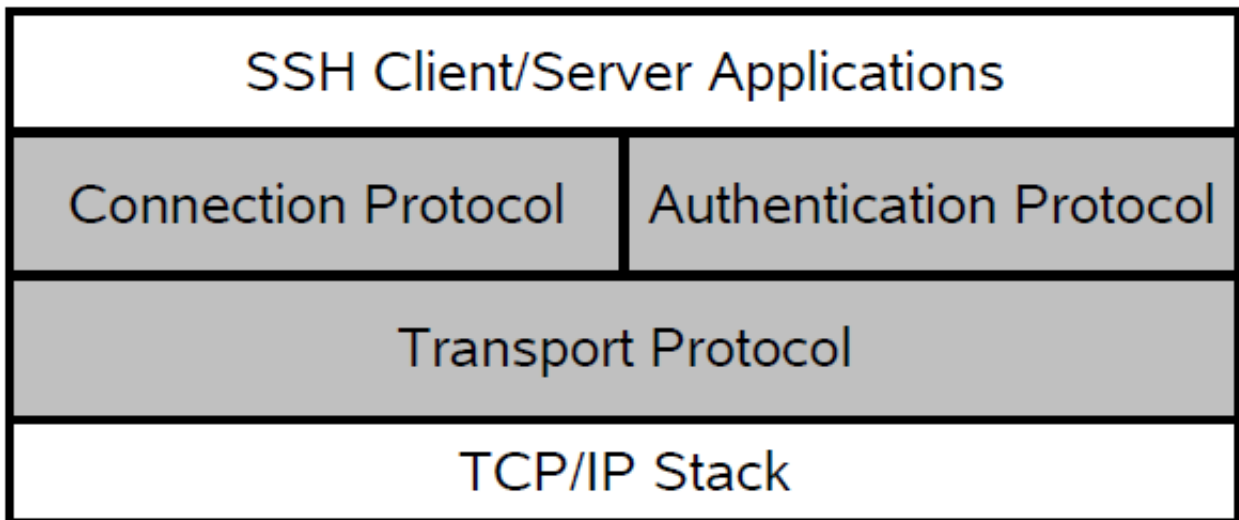 SSH Client/Server Applications
Connection Protocol
Authentication Protocol
Transport Protocol
TCP/IP Stack